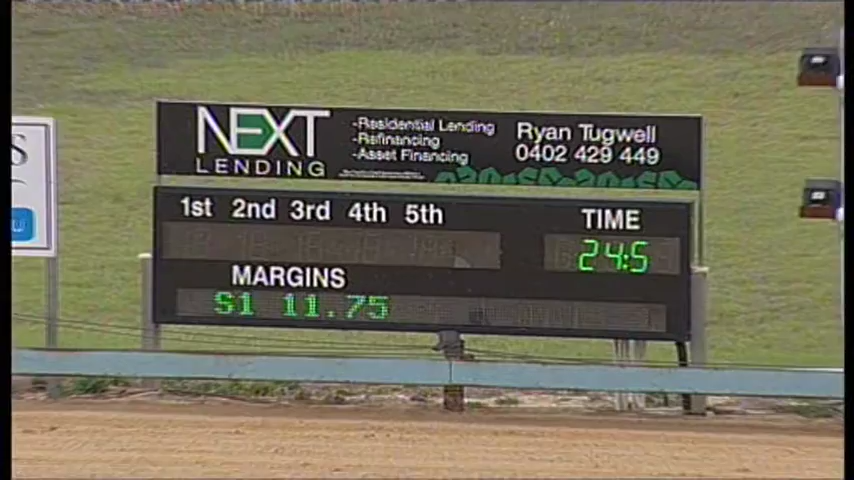 NEXT
LENDING
-Residential Lending
-Refinancing
-Asset Financing
Ryan Tugwell
0402 429 449
1st 2nd 3rd 4th 5th
TIME
24:5
MARGINS
S1 11.75
S